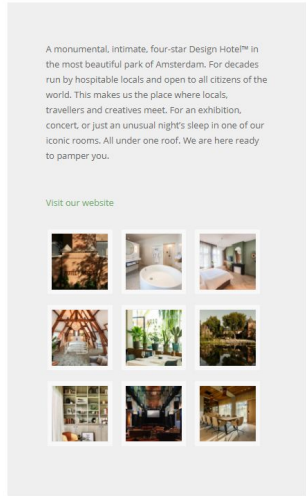 A monumental, intimate, four-star Design Hotel™ in
the most beautiful park of Amsterdam. For decades
run by hospitable locals and open to all citizens of the
world. This makes us the place where locals,
travellers and creatives meet. For an exhibition,
concert, or just an unusual night's sleep in one of our
iconic rooms. All under one roof. We are here ready
to pamper you.
Visit our website